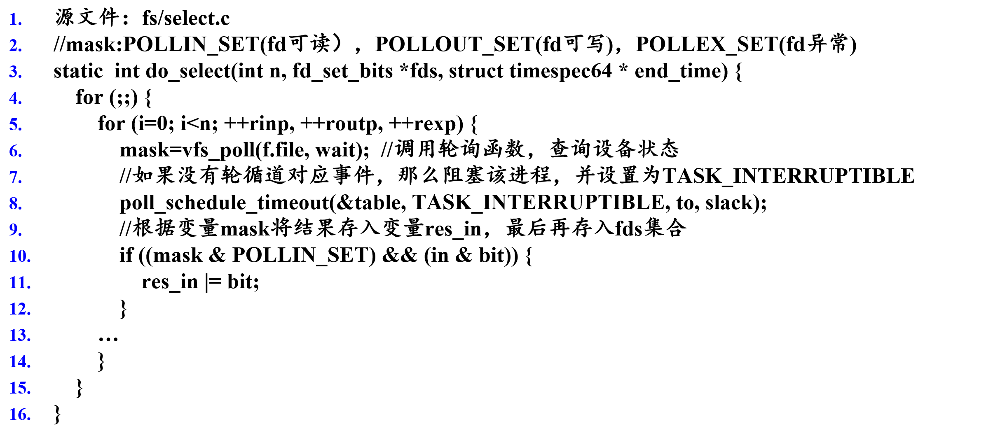 1. 源文件：fs/select.c
2. //mask:POLLIN_SET(fd可读），POLLOUT_SET(fd可写)，POLLEX_SET(fd异常)
3. static  int do_select(int n, fd_set_bits *fds, struct timespec64 * end_time) {
4. for (;;) {
5. for (i=0; i<n; ++rinp, ++routp, ++rexp) {
6. mask=vfs_poll(f.file, wait);  //调用轮询函数，查询设备状态
7. //如果没有轮循道对应事件，那么阻塞该进程，并设置为TASK_INTERRUPTIBLE
8. poll_schedule_timeout(&table, TASK_INTERRUPTIBLE, to, slack);
9. //根据变量mask将结果存入变量res_in，最后再存入fds集合
10. if ((mask & POLLIN_SET) && (in & bit)) {
11. res_in |= bit;
12. }
13. …
14. }
15. }
16. }